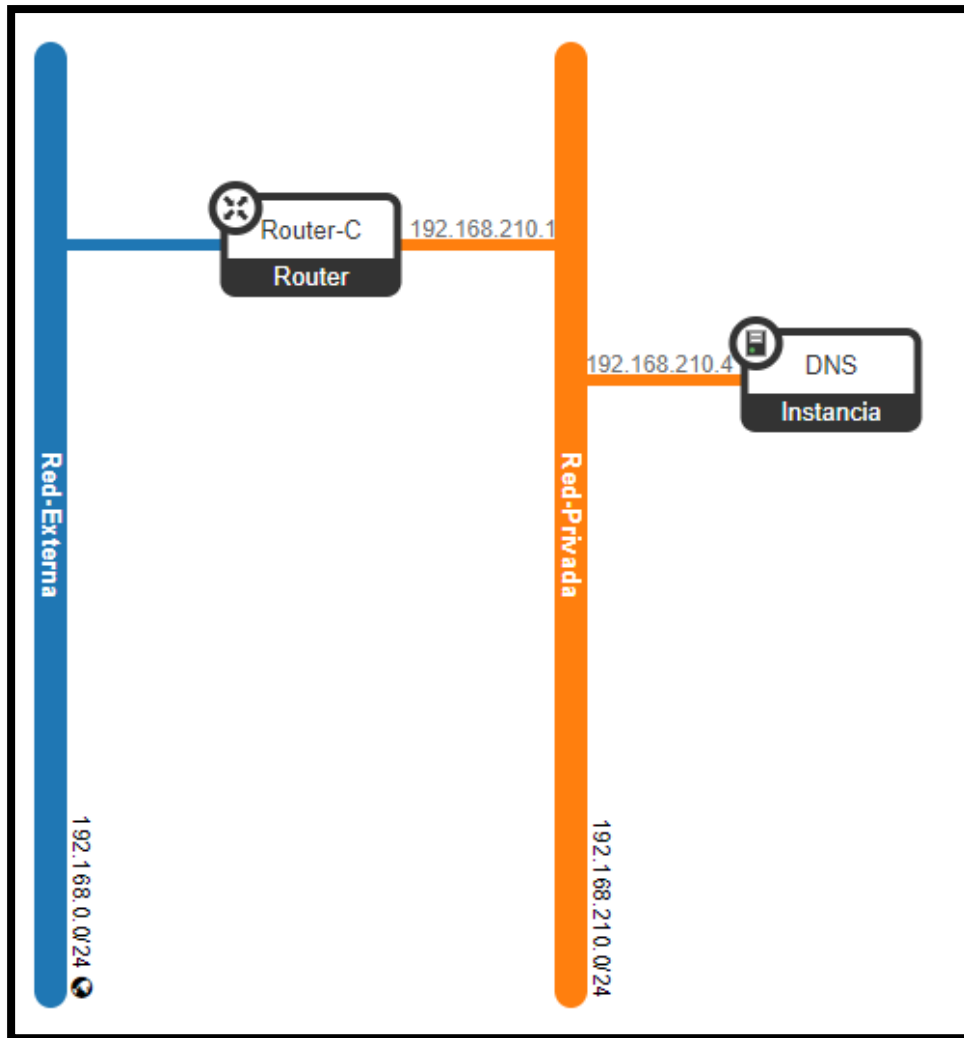 Router-C
Router
192.168.210.1
192.168.210.4
DNS
Instancia
Red-Externa
192.168.0.0/24
Red-Privada
192.168.210.0/24